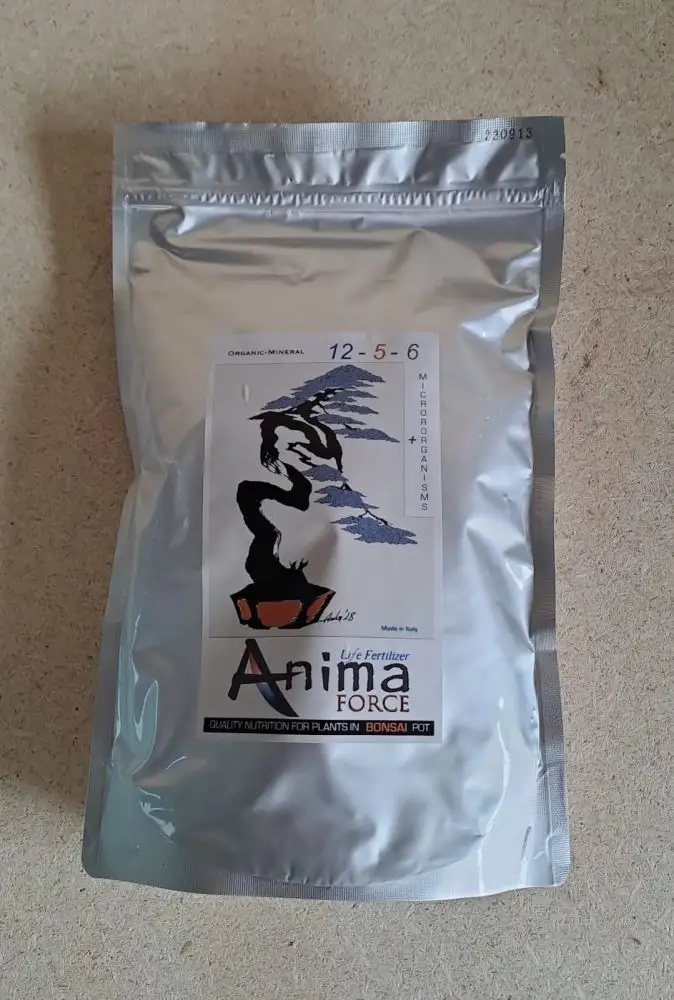 230913
Organic-Mineral 12 - 5 - 6
+ MICRORORGANISMS
Made in Italy
Life Fertilizer
Anima
FORCE
QUALITY NUTRITION FOR PLANTS IN BONSAI POT